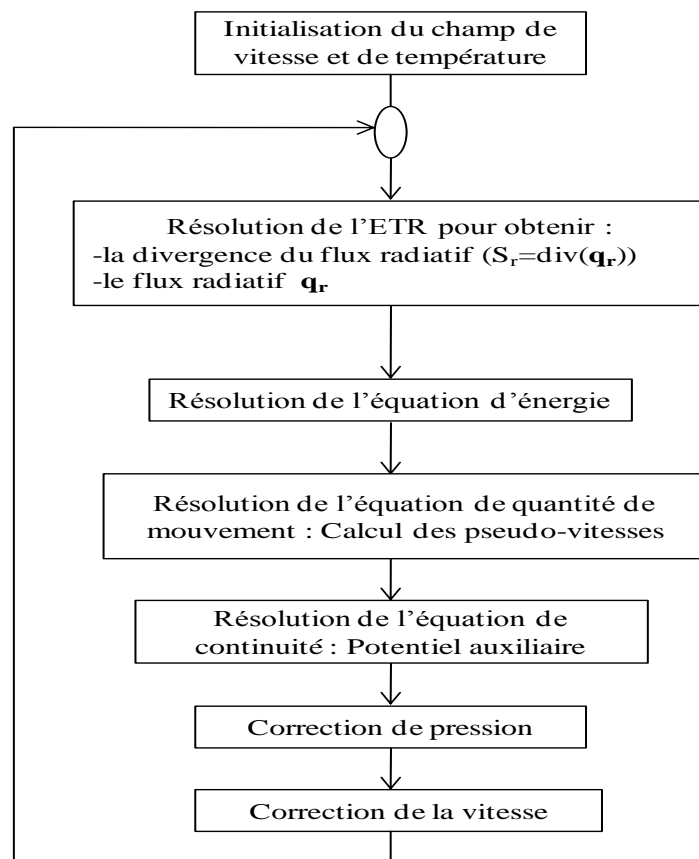 Initialisation du champ de
vitesse et de température
Résolution de l’ETR pour obtenir :
-la divergence du flux radiatif (Sr=div(qr))
-le flux radiatif qr
Résolution de l’équation d’énergie
Résolution de l’équation de quantité de
mouvement : Calcul des pseudo-vitesses
Résolution de l’équation de
continuité : Potentiel auxiliaire
Correction de pression
Correction de la vitesse